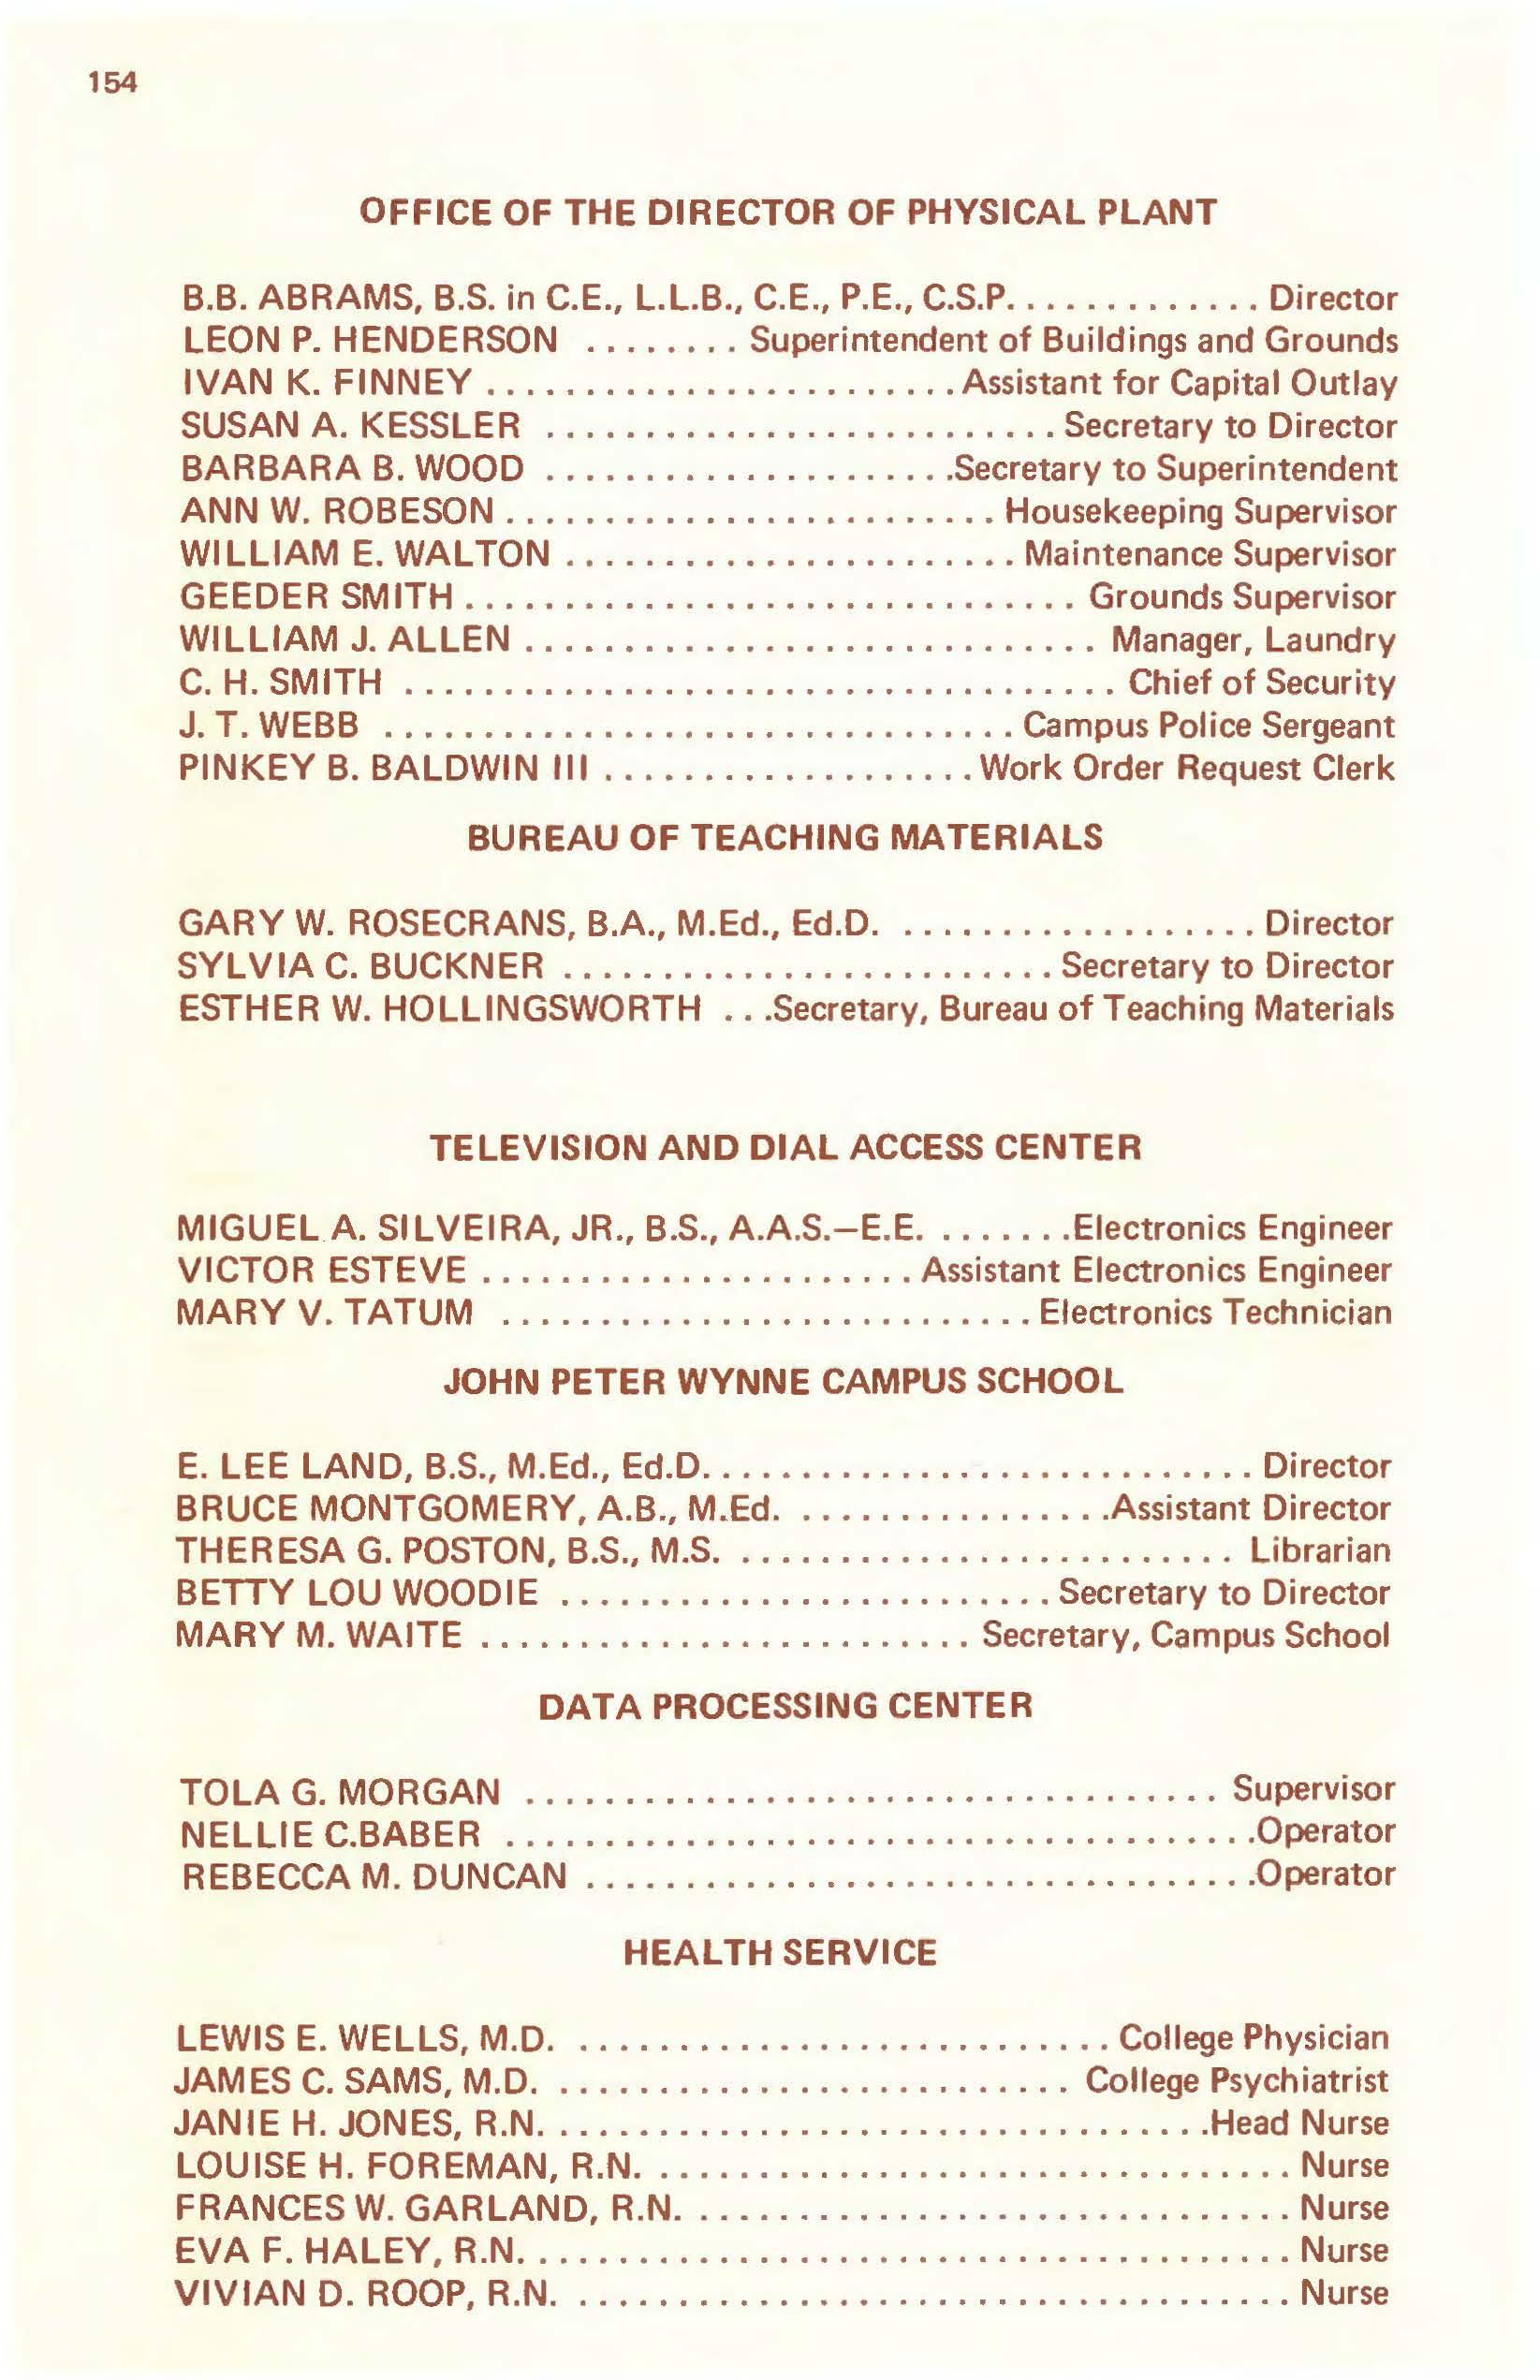 154
OFFICE OF THE DIRECTOR OF PHYSICAL PLANT
B.B. ABRAMS, B.S. in C.E., L.L.B., C.E., P.E., C.S.P. . . . . . . . . . . . . Director
LEON P. HENDERSON . . . . . . . . Superintendent of Buildings and Grounds
IVAN K. FINNEY . . . . . . . . . . . . . . . . . . . . . . . . Assistant for Capital Outlay
SUSAN A. KESSLER . . . . . . . . . . . . . . . . . . . . . . . . . . Secretary to Director
BARBARA B. WOOD . . . . . . . . . . . . . . . . . . . . .Secretary to Superintendent
ANN W. ROBESON . . . . . . . . . . . . . . . . . . . . . . . . . Housekeeping Supervisor
WILLIAM E. WALTON . . . . . . . . . . . . . . . . . . . . . . . Maintenance Supervisor
GEEDER SMITH . . . . . . . . . . . . . . . . . . . . . . . . . . . . . . . Grounds Supervisor
WILLIAM J. ALLEN . . . . . . . . . . . . . . . . . . . . . . . . . . . . . Manager, Laundry
C. H. SMITH . . . . . . . . . . . . . . . . . . . . . . . . . . . . . . . . . . . . Chief of Security
J. T. WEBB . . . . . . . . . . . . . . . . . . . . . . . . . . . . . . . . Campus Police Sergeant
PINKEY B. BALDWIN III . . . . . . . . . . . . . . . . . . . Work Order Request Clerk
BUREAU OF TEACHING MATERIALS
GARY W. ROSECRANS, B.A., M.Ed., Ed.D. . . . . . . . . . . . . . . . . . . Director
SYLVIA C. BUCKNER . . . . . . . . . . . . . . . . . . . . . . . . . Secretary to Director
ESTHER W. HOLLINGSWORTH . . .Secretary, Bureau of Teaching Materials
TELEVISION AND DIAL ACCESS CENTER
MIGUEL A. SILVEIRA, JR., B.S., A.A.S.—E.E. . . . . . . .Electronics Engineer
VICTOR ESTEVE . . . . . . . . . . . . . . . . . . . . . . Assistant Electronics Engineer
MARY V. TATUM . . . . . . . . . . . . . . . . . . . . . . . . . . . Electronics Technician
JOHN PETER WYNNE CAMPUS SCHOOL
E. LEE LAND, B.S., M.Ed., Ed.D. . . . . . . . . . . . . . . . . . . . . . . . . . . . Director
BRUCE MONTGOMERY, A.B., M.Ed. . . . . . . . . . . . . . . . .Assistant Director
THERESA G. POSTON, B.S., M.S. . . . . . . . . . . . . . . . . . . . . . . . . . Librarian
BETTY LOU WOODIE . . . . . . . . . . . . . . . . . . . . . . . . . Secretary to Director
MARY M. WAITE . . . . . . . . . . . . . . . . . . . . . . . . . Secretary, Campus School
DATA PROCESSING CENTER
TOLA G. MORGAN . . . . . . . . . . . . . . . . . . . . . . . . . . . . . . . . . . . Supervisor
NELLIE C.BABER . . . . . . . . . . . . . . . . . . . . . . . . . . . . . . . . . . . . . .Operator
REBECCA M. DUNCAN . . . . . . . . . . . . . . . . . . . . . . . . . . . . . . . . . .Operator
HEALTH SERVICE
LEWIS E. WELLS, M.D. . . . . . . . . . . . . . . . . . . . . . . . . . . . College Physician
JAMES C. SAMS, M.D. . . . . . . . . . . . . . . . . . . . . . . . . . . College Psychiatrist
JANIE H. JONES, R.N. . . . . . . . . . . . . . . . . . . . . . . . . . . . . . . . . .Head Nurse
LOUISE H. FOREMAN, R.N. . . . . . . . . . . . . . . . . . . . . . . . . . . . . . . . . Nurse
FRANCES W. GARLAND, R.N. . . . . . . . . . . . . . . . . . . . . . . . . . . . . . . Nurse
EVA F. HALEY, R.N. . . . . . . . . . . . . . . . . . . . . . . . . . . . . . . . . . . . . . . Nurse
VIVIAN D. ROOP, R.N. . . . . . . . . . . . . . . . . . . . . . . . . . . . . . . . . . . . . Nurse